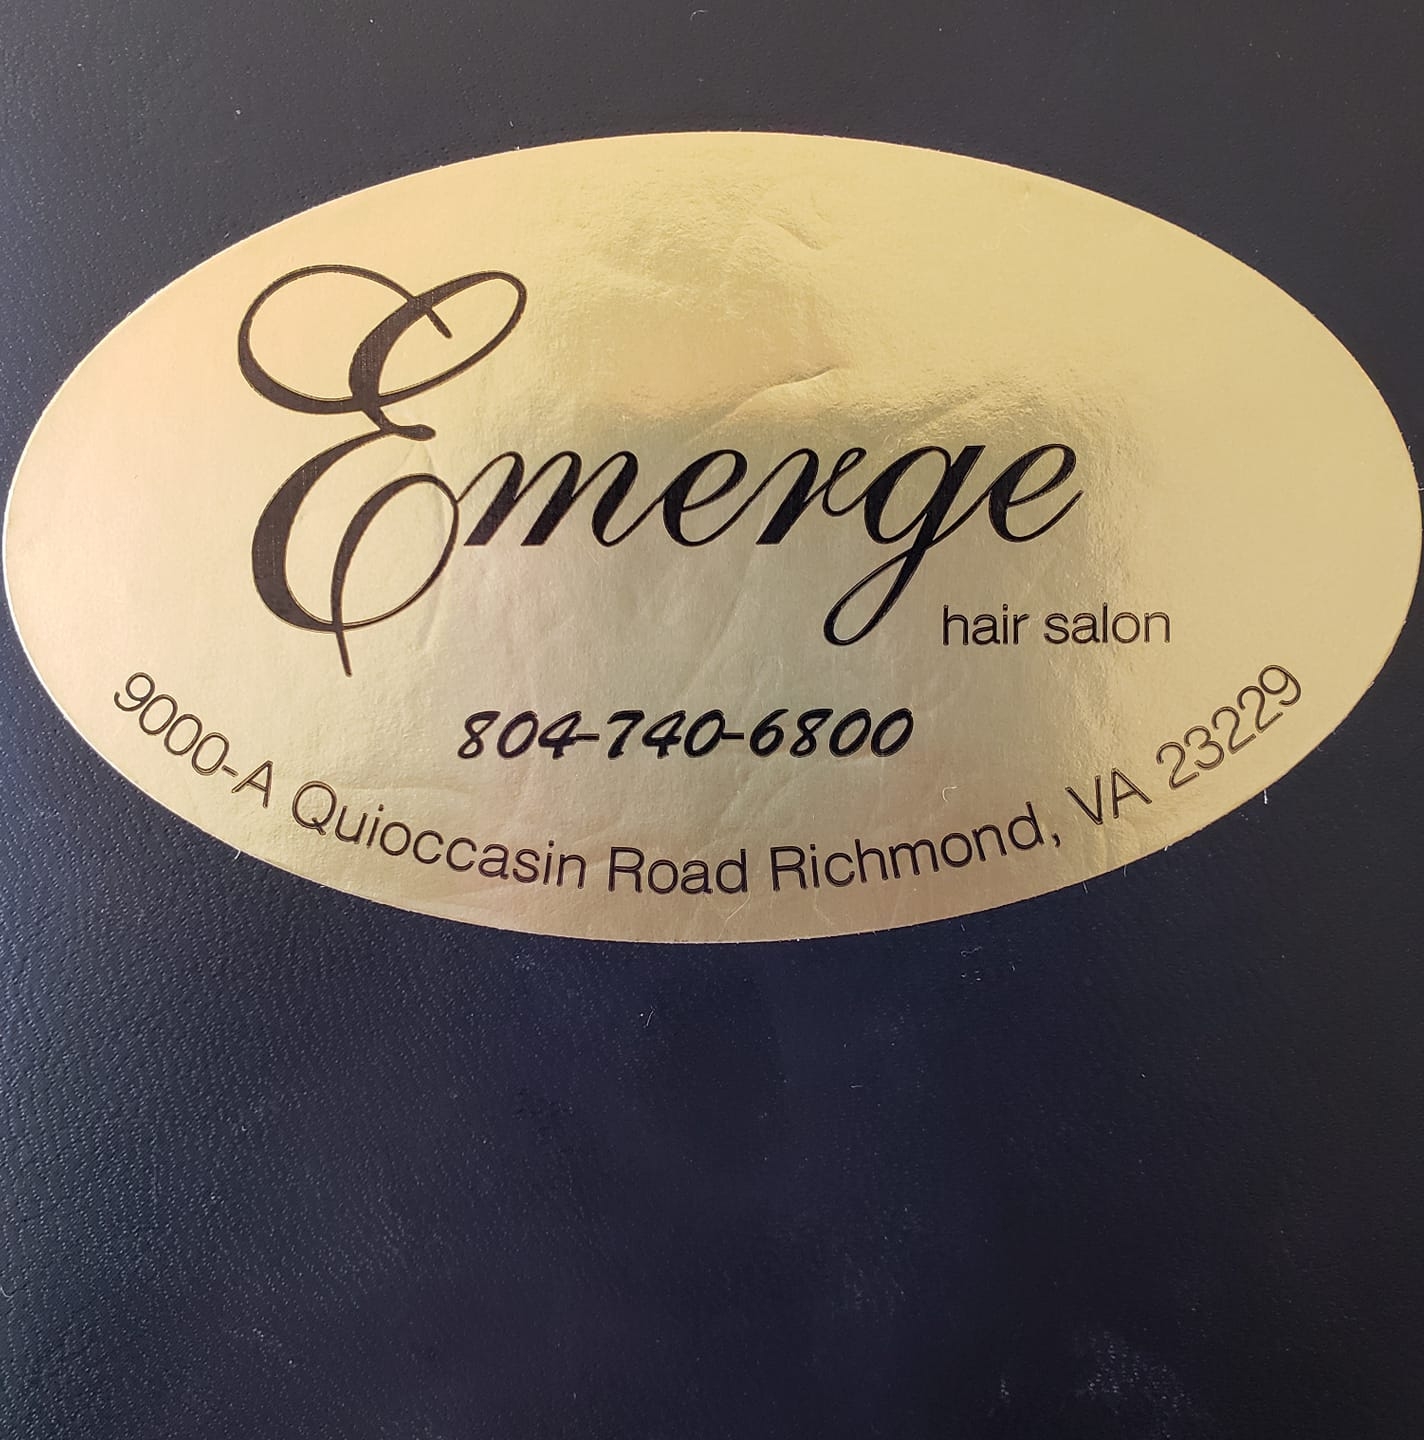 Emerge
hair salon
804-740-6800
9000-A Quioccasin Road Richmond, VA 23229